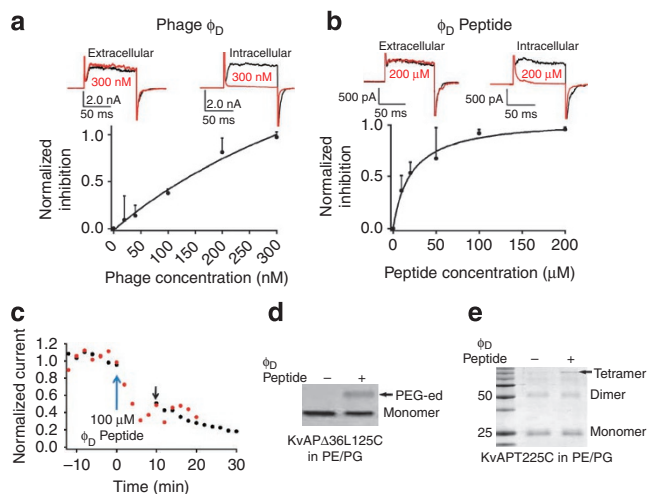 a
Phage ϕD
Extracellular
Intracellular
300 nM
300 nM
2.0 nA
50 ms
2.0 nA
50 ms
Normalized inhibition
1.0
0.5
0.0
0
50
100
150
200
250
300
Phage concentration (nM)
b
ϕD Peptide
Extracellular
Intracellular
200 μM
200 μM
500 pA
50 ms
500 pA
50 ms
Normalized inhibition
1.0
0.5
0.0
0
50
100
150
200
Peptide concentration (μM)
c
Normalized current
1.2
1.0
0.8
0.6
0.4
0.2
0.0
100 μM
ϕD Peptide
−10
0
10
20
30
Time (min)
d
ϕD
Peptide − +
PEG-ed
Monomer
KvAPΔ36L125C
in PE/PG
e
ϕD
Peptide − +
Tetramer
50
Dimer
25
Monomer
KvAPT225C in PE/PG